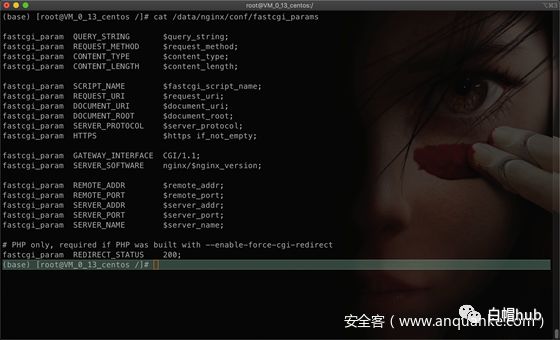 root@VM_0_13_centos:/
(base) [root@VM_0_13_centos /]# cat /data/nginx/conf/fastcgi_params
fastcgi_param QUERY_STRING $query_string;
fastcgi_param REQUEST_METHOD $request_method;
fastcgi_param CONTENT_TYPE $content_type;
fastcgi_param CONTENT_LENGTH $content_length;
fastcgi_param SCRIPT_NAME $fastcgi_script_name;
fastcgi_param REQUEST_URI $request_uri;
fastcgi_param DOCUMENT_URI $document_uri;
fastcgi_param DOCUMENT_ROOT $document_root;
fastcgi_param SERVER_PROTOCOL $server_protocol;
fastcgi_param HTTPS $https if_not_empty;
fastcgi_param GATEWAY_INTERFACE CGI/1.1;
fastcgi_param SERVER_SOFTWARE nginx/$nginx_version;
fastcgi_param REMOTE_ADDR $remote_addr;
fastcgi_param REMOTE_PORT $remote_port;
fastcgi_param SERVER_ADDR $server_addr;
fastcgi_param SERVER_PORT $server_port;
fastcgi_param SERVER_NAME $server_name;
# PHP only, required if PHP was built with --enable-force-cgi-redirect
fastcgi_param REDIRECT_STATUS 200;
(base) [root@VM_0_13_centos /]#
白帽hub
安全客（www.anquanke.com）